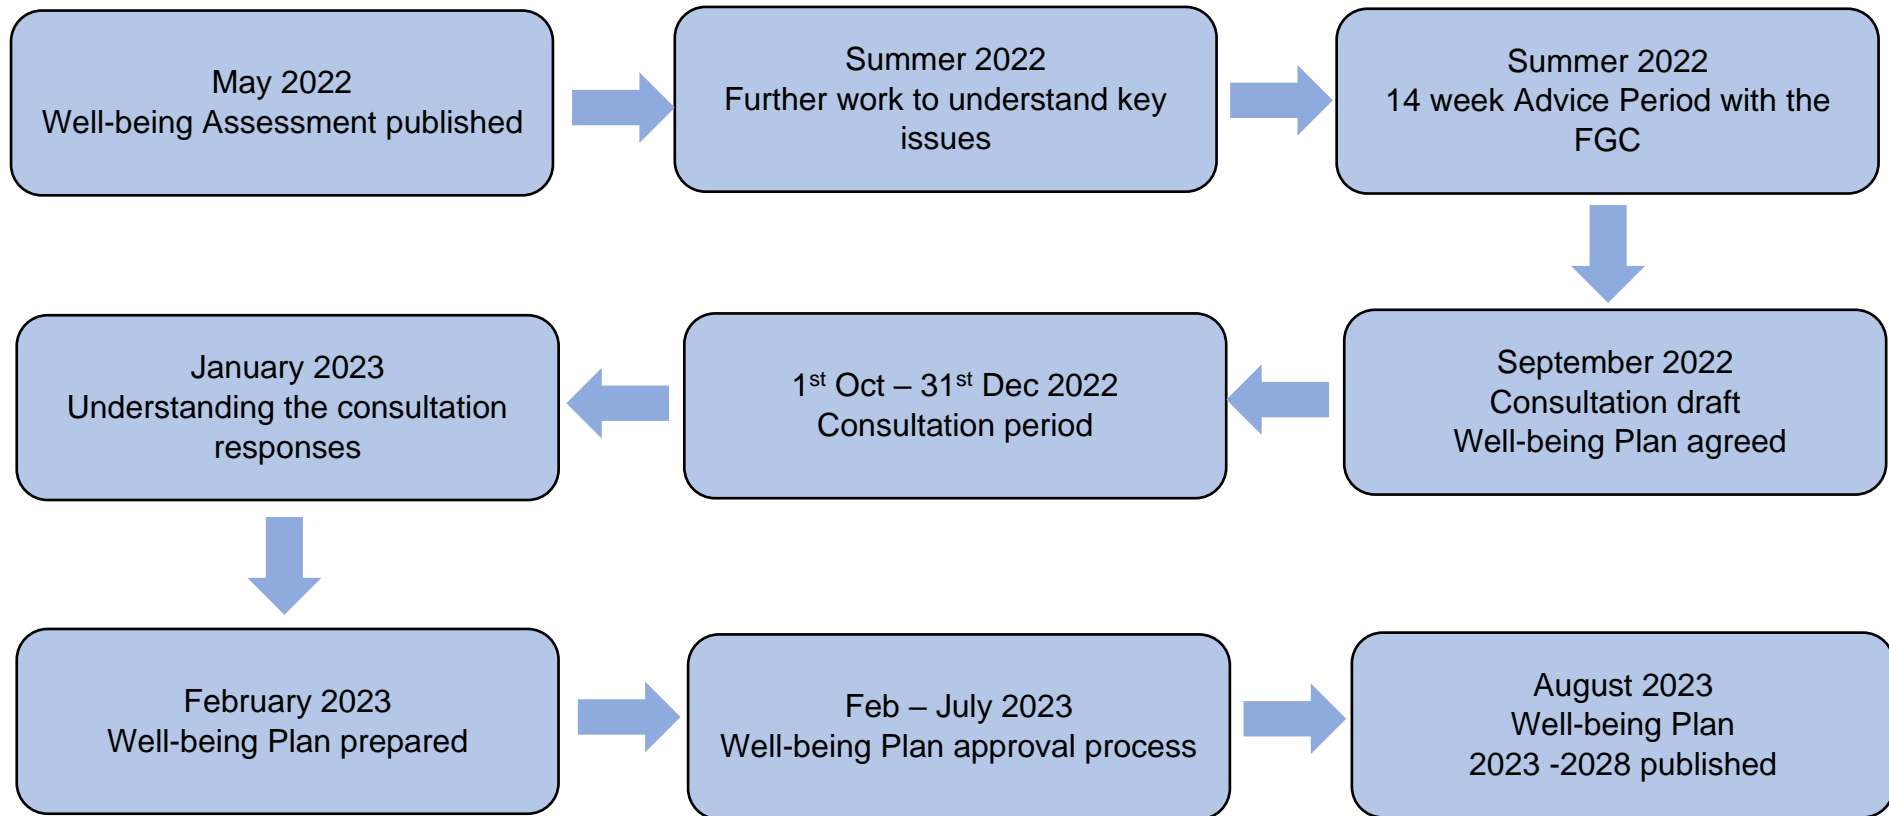 May 2022
Well-being Assessment published
Summer 2022
Further work to understand key
issues
Summer 2022
14 week Advice Period with the
FGC
September 2022
Consultation draft
Well-being Plan agreed
1st Oct – 31st Dec 2022
Consultation period
January 2023
Understanding the consultation
responses
February 2023
Well-being Plan prepared
Feb – July 2023
Well-being Plan approval process
August 2023
Well-being Plan
2023 -2028 published